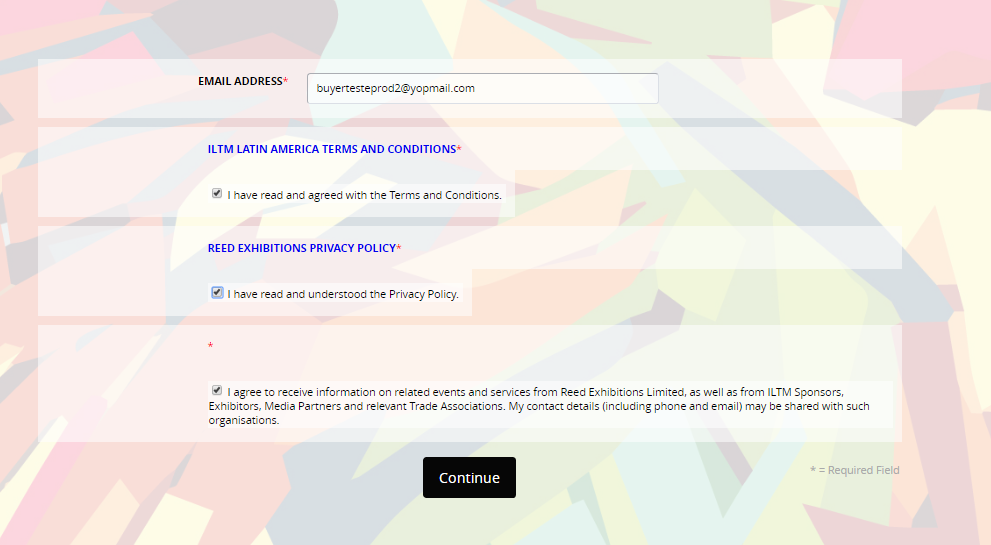 EMAIL ADDRESS*
buyertesteprod2@yopmail.com
ILTM LATIN AMERICA TERMS AND CONDITIONS*
I have read and agreed with the Terms and Conditions.
REED EXHIBITIONS PRIVACY POLICY*
I have read and understood the Privacy Policy.
*
I agree to receive information on related events and services from Reed Exhibitions Limited, as well as from ILTM Sponsors,
Exhibitors, Media Partners and relevant Trade Associations. My contact details (including phone and email) may be shared with such
organisations.
Continue
* = Required Field